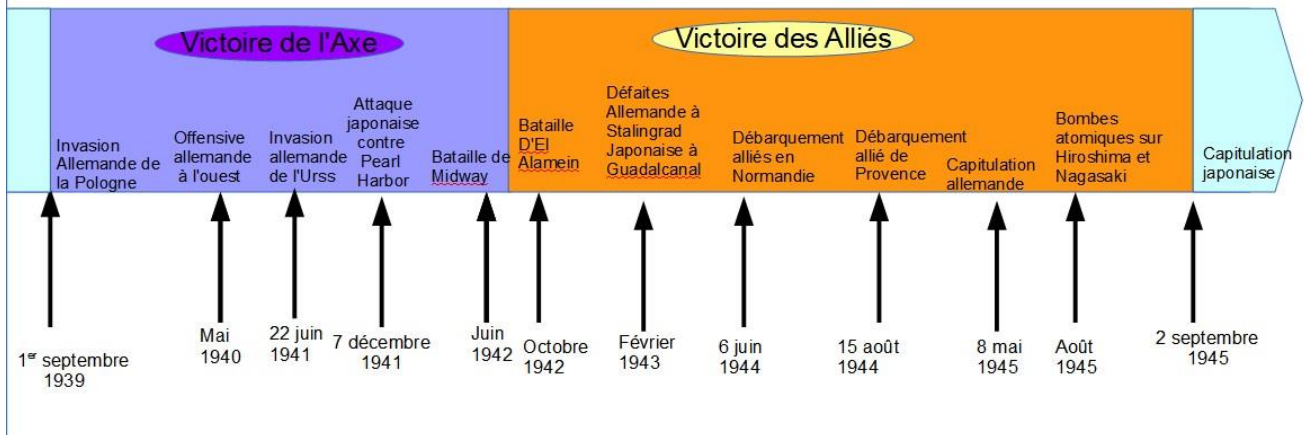 Victoire de l'Axe
Victoire des Alliés
Invasion
Allemande de
la Pologne
Offensive
allemande
à l'ouest
Invasion
allemande
de l'Urss
Attaque
japonaise
contre
Pearl
Harbor
Bataille de
Midway
Bataille
D'El
Alamein
Défaites
Allemande à
Stalingrad
Japonaise à
Guadalcanal
Débarquement
alliés en
Normandie
Débarquement
allié de
Provence
Capitulation
allemande
Bombes
atomiques sur
Hiroshima et
Nagasaki
Capitulation
japonaise
1er septembre
1939
Mai
1940
22 juin
1941
7 décembre
1941
Juin
1942
Octobre
1942
Février
1943
6 juin
1944
15 août
1944
8 mai
1945
Août
1945
2 septembre
1945